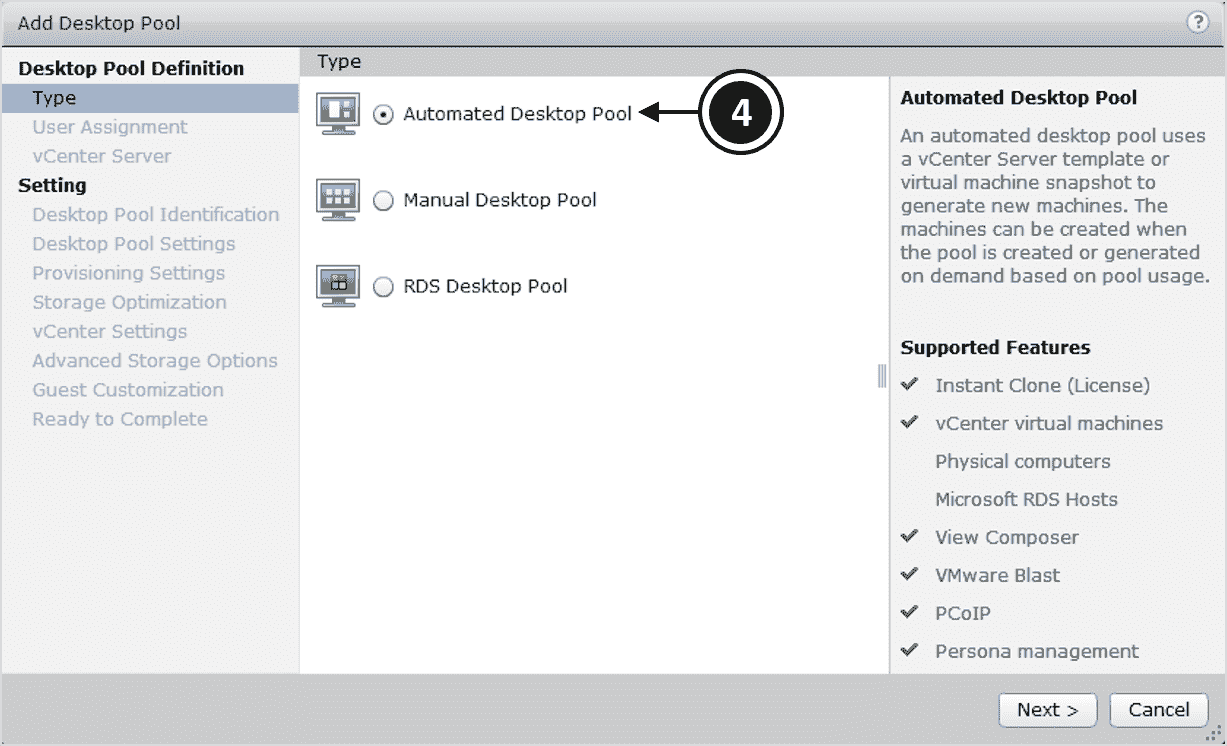 Add Desktop Pool
?
Desktop Pool Definition
Type
User Assignment
vCenter Server
Setting
Desktop Pool Identification
Desktop Pool Settings
Provisioning Settings
Storage Optimization
vCenter Settings
Advanced Storage Options
Guest Customization
Ready to Complete
Type
Automated Desktop Pool
4
Manual Desktop Pool
RDS Desktop Pool
Automated Desktop Pool
An automated desktop pool uses
a vCenter Server template or
virtual machine snapshot to
generate new machines. The
machines can be created when
the pool is created or generated
on demand based on pool usage.
Supported Features
Instant Clone (License)
vCenter virtual machines
Physical computers
Microsoft RDS Hosts
View Composer
VMware Blast
PCoIP
Persona management
Next >
Cancel